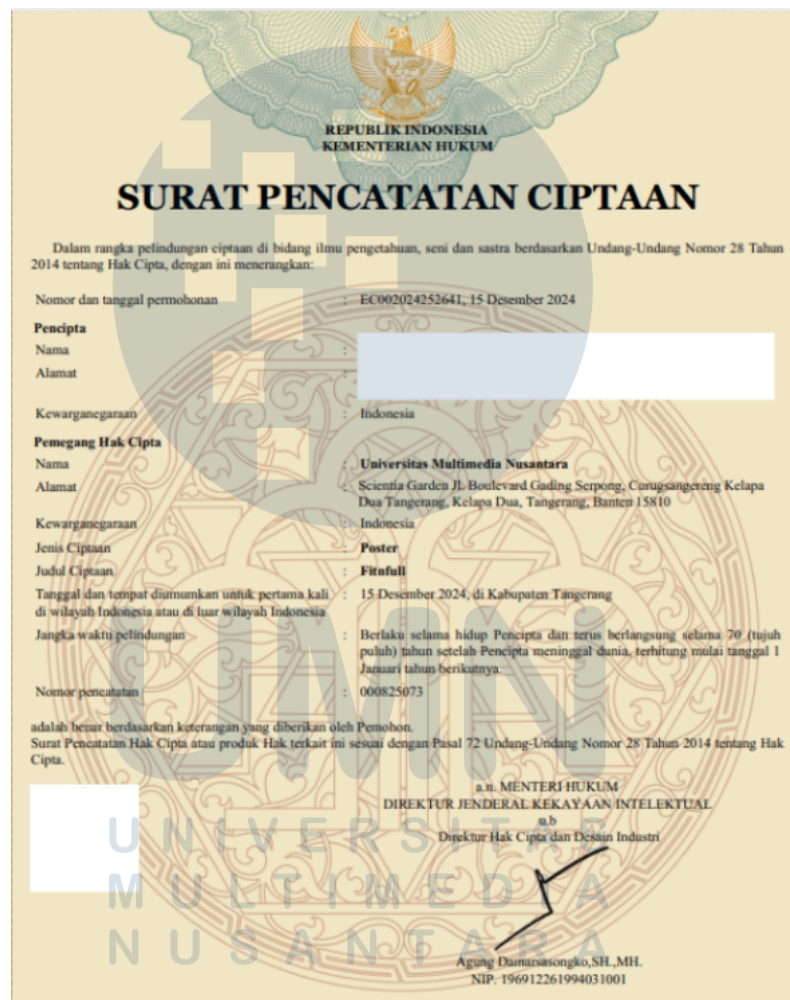 REPUBLIK INDONESIA
KEMENTERIAN HUKUM
SURAT PENCATATAN CIPTAAN
Dalam rangka pelindungan ciptaan di bidang ilmu pengetahuan, seni dan sastra berdasarkan Undang-Undang Nomor 28 Tahun
2014 tentang Hak Cipta, dengan ini menerangkan:
Nomor dan tanggal permohonan : EC002024252641, 15 Desember 2024
Pencipta
Nama :
Alamat :
Kewarganegaraan : Indonesia
Pemegang Hak Cipta
Nama : Universitas Multimedia Nusantara
Alamat : Scientia Garden Jl. Boulevard Gading Serpong, Curugsangereng Kelapa
Dua Tangerang, Kelapa Dua, Tangerang, Banten 15810
Kewarganegaraan : Indonesia
Jenis Ciptaan : Poster
Judul Ciptaan : Fitnfull
Tanggal dan tempat diumumkan untuk pertama kali : 15 Desember 2024, di Kabupaten Tangerang
di wilayah Indonesia atau di luar wilayah Indonesia
Jangka waktu pelindungan : Berlaku selama hidup Pencipta dan terus berlangsung selama 70 (tujuh
puluh) tahun setelah Pencipta meninggal dunia, terhitung mulai tanggal 1
Januari tahun berikutnya.
Nomor pencatatan : 000825073
adalah benar berdasarkan keterangan yang diberikan oleh Pemohon.
Surat Pencatatan Hak Cipta atau produk Hak terkait ini sesuai dengan Pasal 72 Undang-Undang Nomor 28 Tahun 2014 tentang Hak
Cipta.
a.n. MENTERI HUKUM
DIREKTUR JENDERAL KEKAYAAN INTELEKTUAL
u.b
Direktur Hak Cipta dan Desain Industri
Agung Damarsasongko,SH.,MH.
NIP. 196912261994031001
UMN
UNIVERSITAS
MULTIMEDIA
NUSANTARA